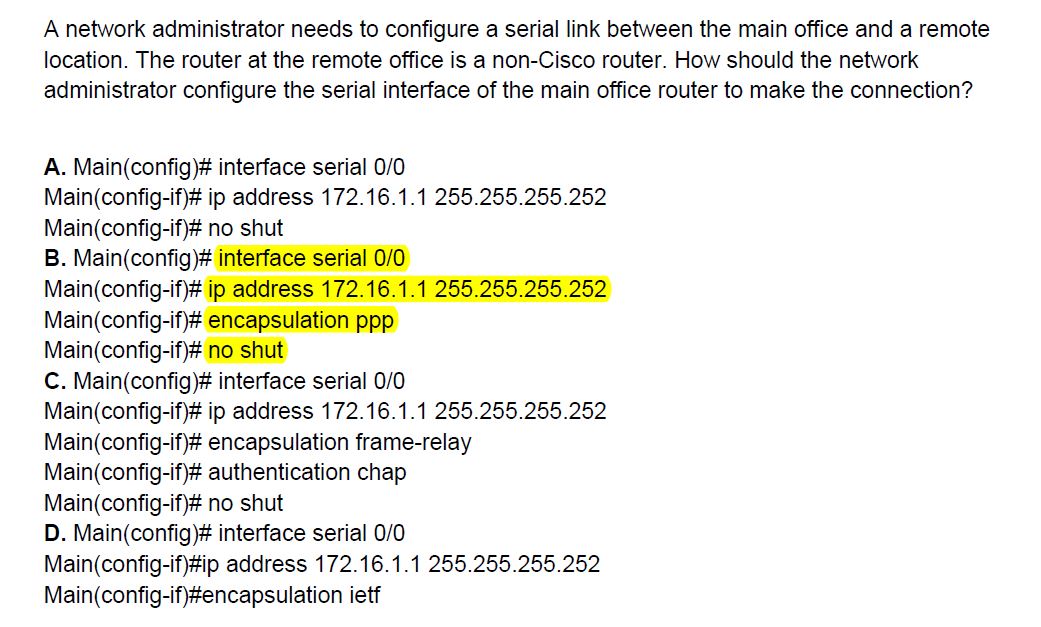 A network administrator needs to configure a serial link between the main office and a remote
location. The router at the remote office is a non-Cisco router. How should the network
administrator configure the serial interface of the main office router to make the connection?
A. Main(config)# interface serial 0/0
Main(config-if)# ip address 172.16.1.1 255.255.255.252
Main(config-if)# no shut
B. Main(config)# interface serial 0/0
Main(config-if)# ip address 172.16.1.1 255.255.255.252
Main(config-if)# encapsulation ppp
Main(config-if)# no shut
C. Main(config)# interface serial 0/0
Main(config-if)# ip address 172.16.1.1 255.255.255.252
Main(config-if)# encapsulation frame-relay
Main(config-if)# authentication chap
Main(config-if)# no shut
D. Main(config)# interface serial 0/0
Main(config-if)#ip address 172.16.1.1 255.255.255.252
Main(config-if)#encapsulation ietf